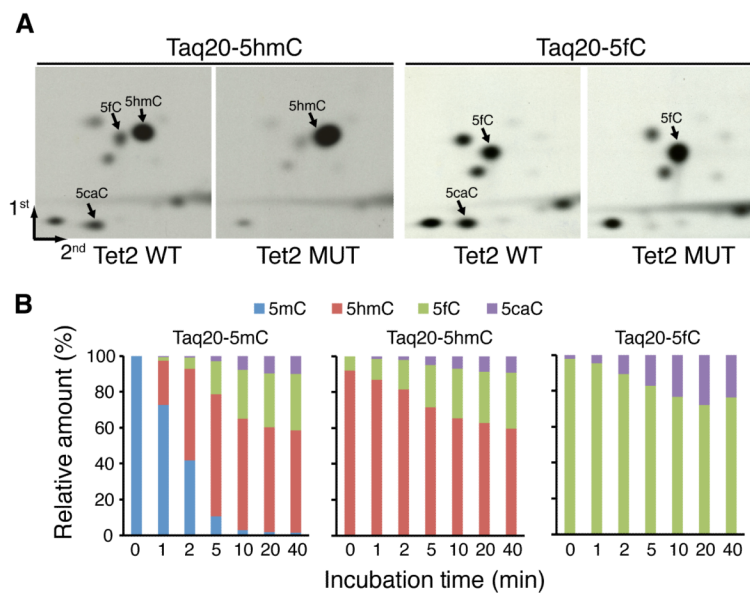 A
Taq20-5hmC
Taq20-5fC
5fC 5hmC
5caC
5hmC
5fC
5caC
5fC
1st
2nd
Tet2 WT
Tet2 MUT
Tet2 WT
Tet2 MUT
B
5mC 5hmC 5fC 5caC
Taq20-5mC
Taq20-5hmC
Taq20-5fC
Relative amount (%)
100
80
60
40
20
0
0 1 2 5 10 20 40
0 1 2 5 10 20 40
0 1 2 5 10 20 40
Incubation time (min)